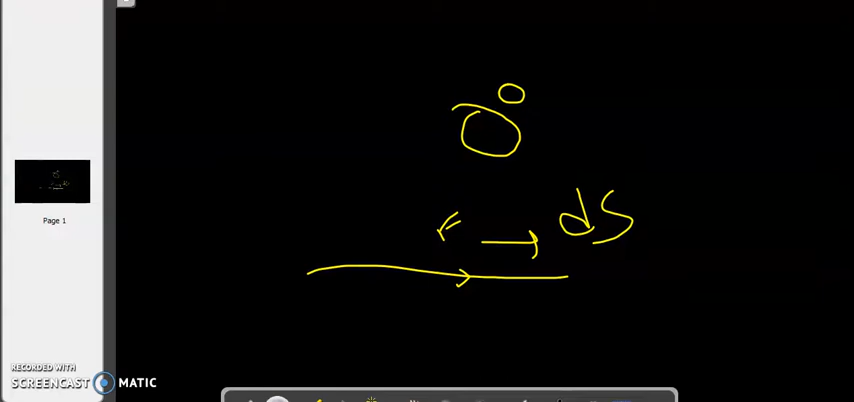 F → dS
Page 1
RECORDED WITH
SCREENCAST MATIC